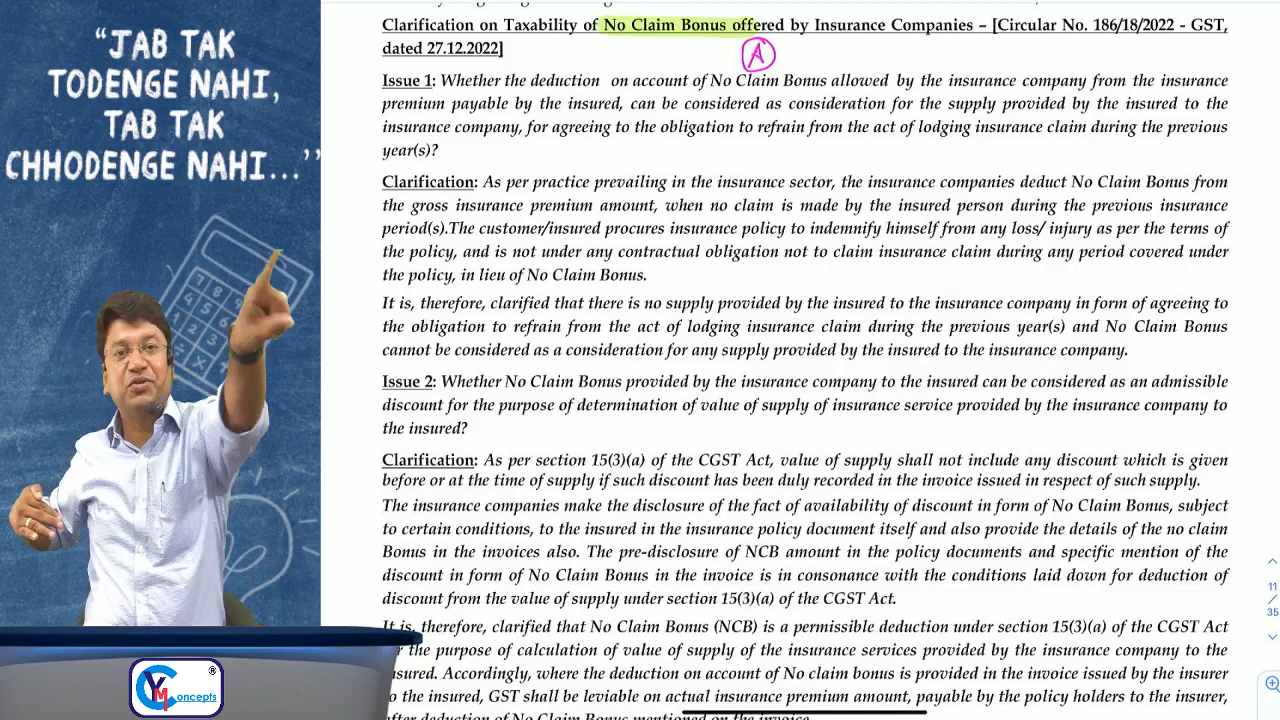 “JAB TAK
TODENGE NAHI,
TAB TAK
CHHODENGE NAHI...’’
Clarification on Taxability of No Claim Bonus offered by Insurance Companies – [Circular No. 186/18/2022 - GST,
dated 27.12.2022]
A
Issue 1: Whether the deduction on account of No Claim Bonus allowed by the insurance company from the insurance
premium payable by the insured, can be considered as consideration for the supply provided by the insured to the
insurance company, for agreeing to the obligation to refrain from the act of lodging insurance claim during the previous
year(s)?
Clarification: As per practice prevailing in the insurance sector, the insurance companies deduct No Claim Bonus from
the gross insurance premium amount, when no claim is made by the insured person during the previous insurance
period(s).The customer/insured procures insurance policy to indemnify himself from any loss/ injury as per the terms of
the policy, and is not under any contractual obligation not to claim insurance claim during any period covered under
the policy, in lieu of No Claim Bonus.
It is, therefore, clarified that there is no supply provided by the insured to the insurance company in form of agreeing to
the obligation to refrain from the act of lodging insurance claim during the previous year(s) and No Claim Bonus
cannot be considered as a consideration for any supply provided by the insured to the insurance company.
Issue 2: Whether No Claim Bonus provided by the insurance company to the insured can be considered as an admissible
discount for the purpose of determination of value of supply of insurance service provided by the insurance company to
the insured?
Clarification: As per section 15(3)(a) of the CGST Act, value of supply shall not include any discount which is given
before or at the time of supply if such discount has been duly recorded in the invoice issued in respect of such supply.
The insurance companies make the disclosure of the fact of availability of discount in form of No Claim Bonus, subject
to certain conditions, to the insured in the insurance policy document itself and also provide the details of the no claim
Bonus in the invoices also. The pre-disclosure of NCB amount in the policy documents and specific mention of the
discount in form of No Claim Bonus in the invoice is in consonance with the conditions laid down for deduction of
discount from the value of supply under section 15(3)(a) of the CGST Act.
It is, therefore, clarified that No Claim Bonus (NCB) is a permissible deduction under section 15(3)(a) of the CGST Act
the purpose of calculation of value of supply of the insurance services provided by the insurance company to the
insured. Accordingly, where the deduction on account of No claim bonus is provided in the invoice issued by the insurer
to the insured, GST shall be leviable on actual insurance premium amount, payable by the policy holders to the insurer,
after deduction of No Claim Bonus mentioned on the invoice.
11
/
35
7 8 9
4 5 6
1 2 3
CYM oncepts ®